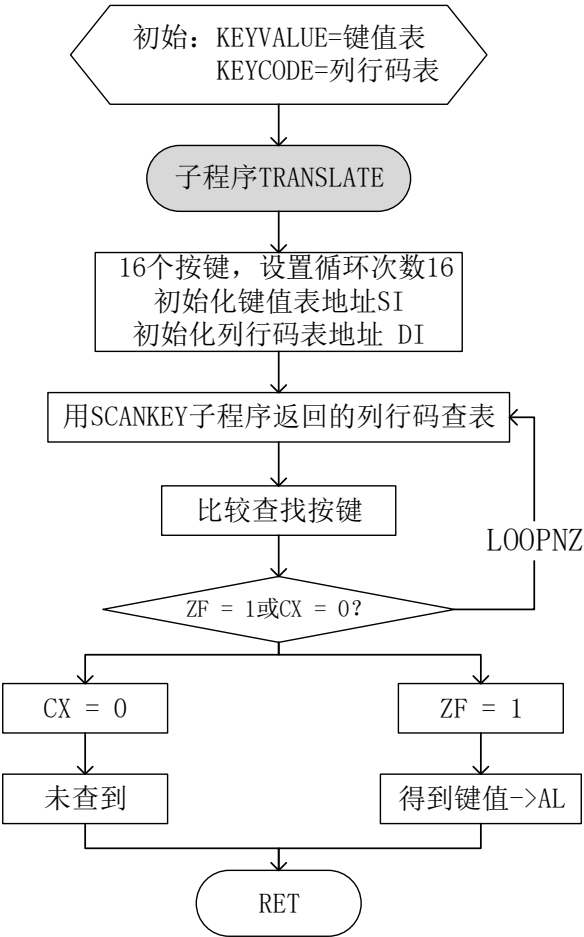 初始：KEYVALUE=键值表
KEYCODE=列行码表
子程序TRANSLATE
16个按键，设置循环次数16
初始化键值表地址SI
初始化列行码表地址 DI
用SCANKEY子程序返回的列行码查表
比较查找按键
LOOPNZ
ZF = 1或CX = 0?
CX = 0
ZF = 1
未查到
得到键值->AL
RET